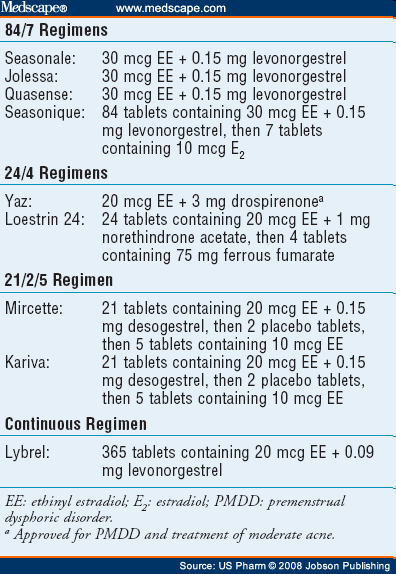 Medscape® www.medscape.com
84/7 Regimens
Seasonale: 30 mcg EE + 0.15 mg levonorgestrel
Jolessa: 30 mcg EE + 0.15 mg levonorgestrel
Quasense: 30 mcg EE + 0.15 mg levonorgestrel
Seasonique: 84 tablets containing 30 mcg EE + 0.15
mg levonorgestrel, then 7 tablets
containing 10 mcg E₂
24/4 Regimens
Yaz: 20 mcg EE + 3 mg drospirenoneᵃ
Loestrin 24: 24 tablets containing 20 mcg EE + 1 mg
norethindrone acetate, then 4 tablets
containing 75 mg ferrous fumarate
21/2/5 Regimen
Mircette: 21 tablets containing 20 mcg EE + 0.15
mg desogestrel, then 2 placebo tablets,
then 5 tablets containing 10 mcg EE
Kariva: 21 tablets containing 20 mcg EE + 0.15
mg desogestrel, then 2 placebo tablets,
then 5 tablets containing 10 mcg EE
Continuous Regimen
Lybrel: 365 tablets containing 20 mcg EE + 0.09
mg levonorgestrel
EE: ethinyl estradiol; E₂: estradiol; PMDD: premenstrual
dysphoric disorder.
ᵃ Approved for PMDD and treatment of moderate acne.
Source: US Pharm © 2008 Jobson Publishing